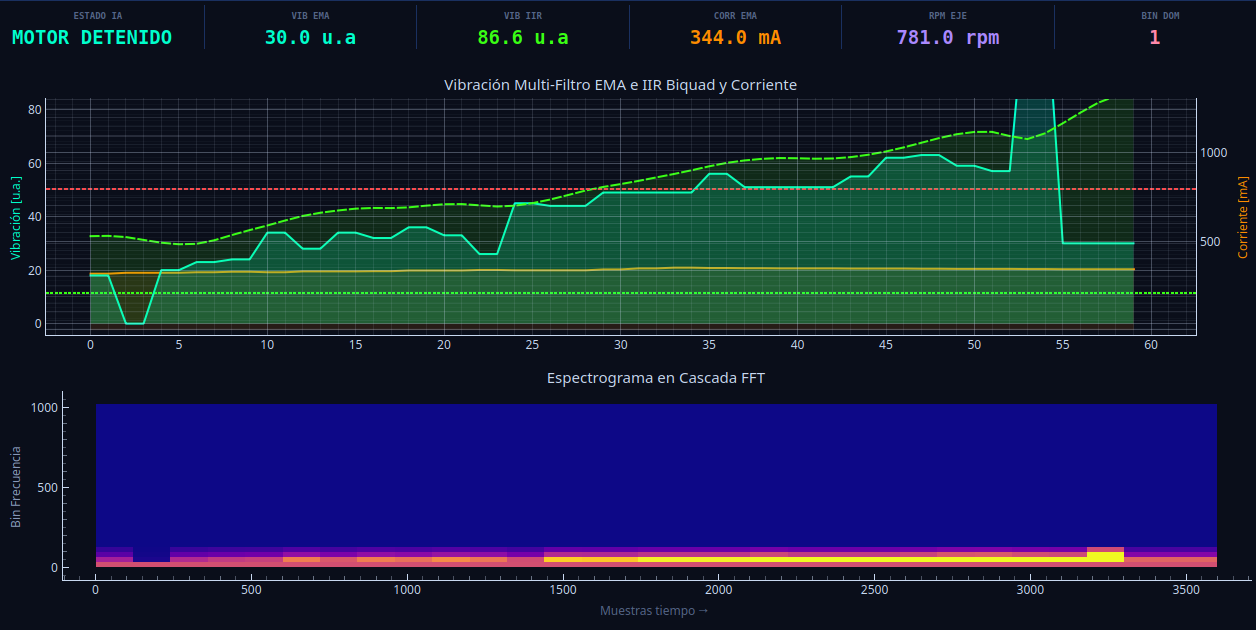 ESTADO IA
MOTOR DETENIDO
VIB EMA
30.0 u.a
VIB IIR
86.6 u.a
CORR EMA
344.0 mA
RPM EJE
781.0 rpm
BIN DOM
1
Vibración Multi-Filtro EMA e IIR Biquad y Corriente
Vibración [u.a.]
80
60
40
20
0
1000
500
Corriente [mA]
0 5 10 15 20 25 30 35 40 45 50 55 60
Espectrograma en Cascada FFT
Bin Frecuencia
1000
500
0
0 500 1000 1500 2000 2500 3000 3500
Muestras tiempo →